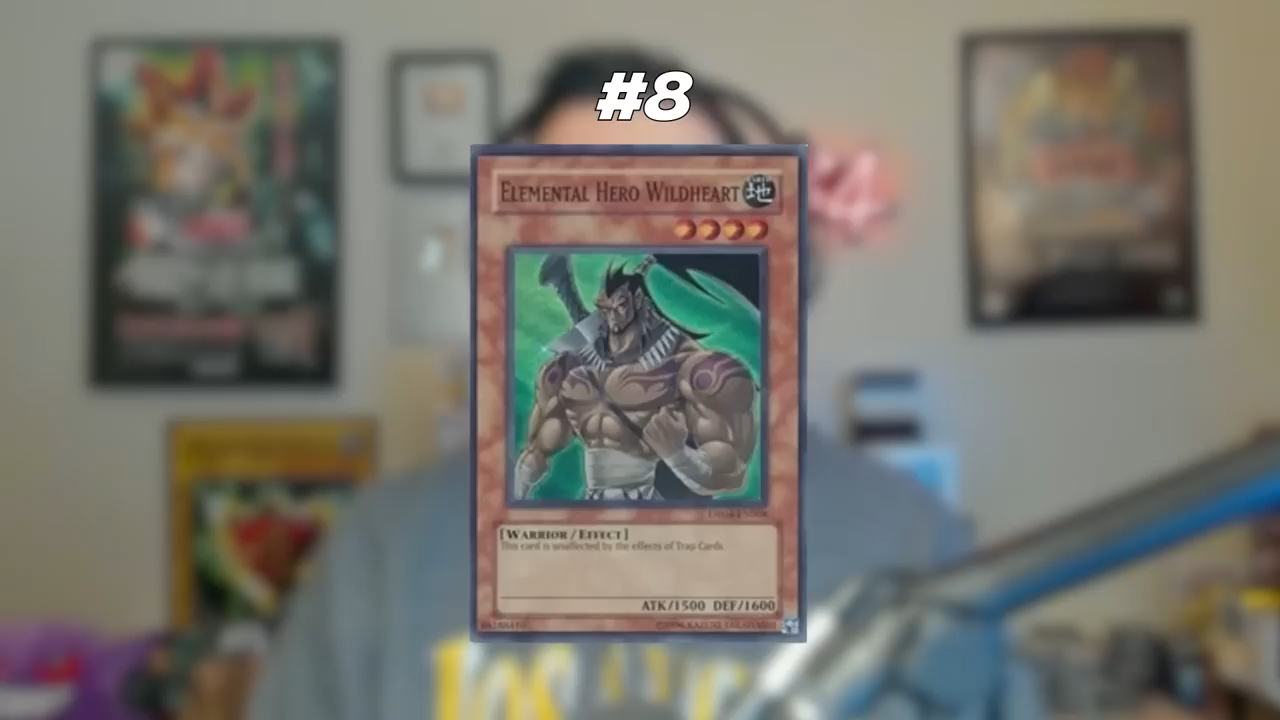 #8
ELEMENTAL HERO WILDHEART 地
[WARRIOR / EFFECT]
This card is unaffected by the effects of Trap Cards.
ATK/1500 DEF/1600